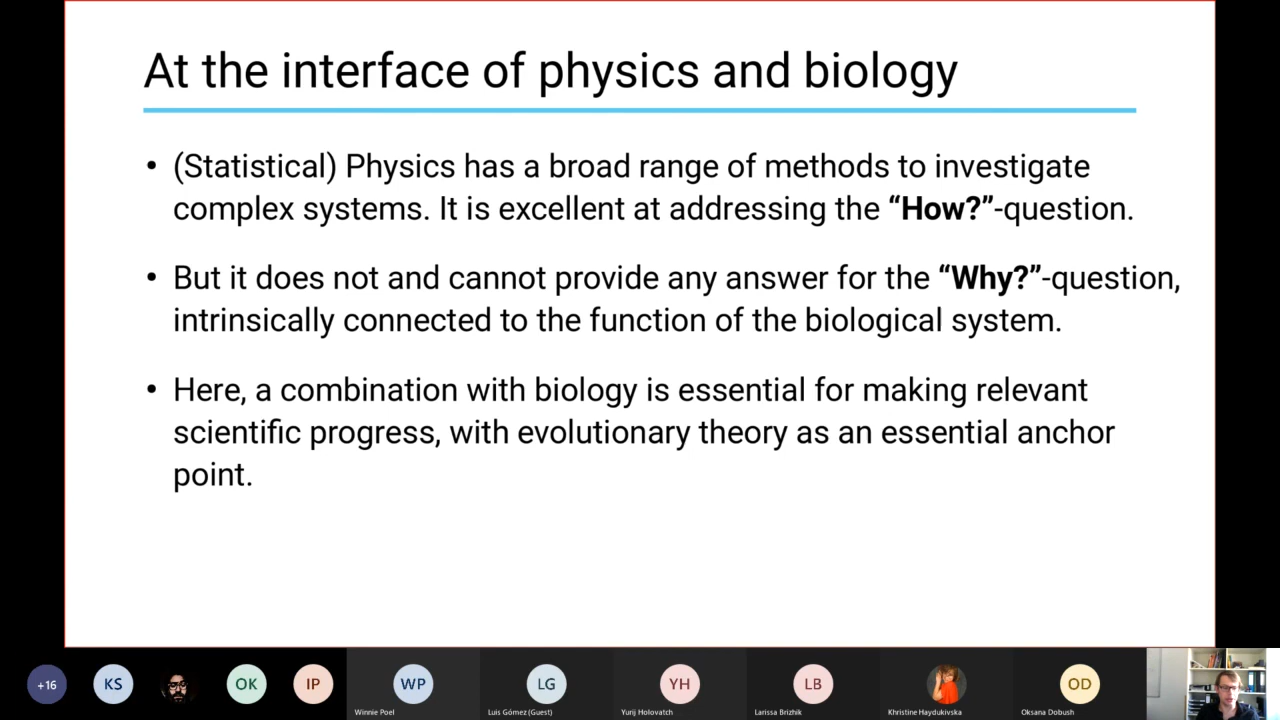 At the interface of physics and biology
• (Statistical) Physics has a broad range of methods to investigate
complex systems. It is excellent at addressing the “How?”-question.
• But it does not and cannot provide any answer for the “Why?”-question,
intrinsically connected to the function of the biological system.
• Here, a combination with biology is essential for making relevant
scientific progress, with evolutionary theory as an essential anchor
point.
+16 KS OK IP WP LG YH LB OD
Winnie Poel Luis Gómez (Guest) Yurij Holovatch Larissa Brizhik Khristine Haydukivska Oksana Dobush